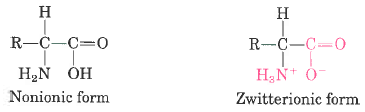 H H
R—C—C=O R—C—C=O
H₂N OH H₃N⁺ O⁻
Nonionic form Zwitterionic form